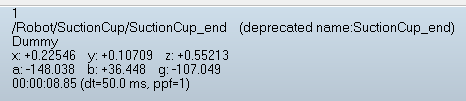 1
/Robot/SuctionCup/SuctionCup_end (deprecated name:SuctionCup_end)
Dummy
x: +0.22546 y: +0.10709 z: +0.55213
a: -148.038 b: +36.448 g: -107.049
00:00:08.85 (dt=50.0 ms, ppf=1)